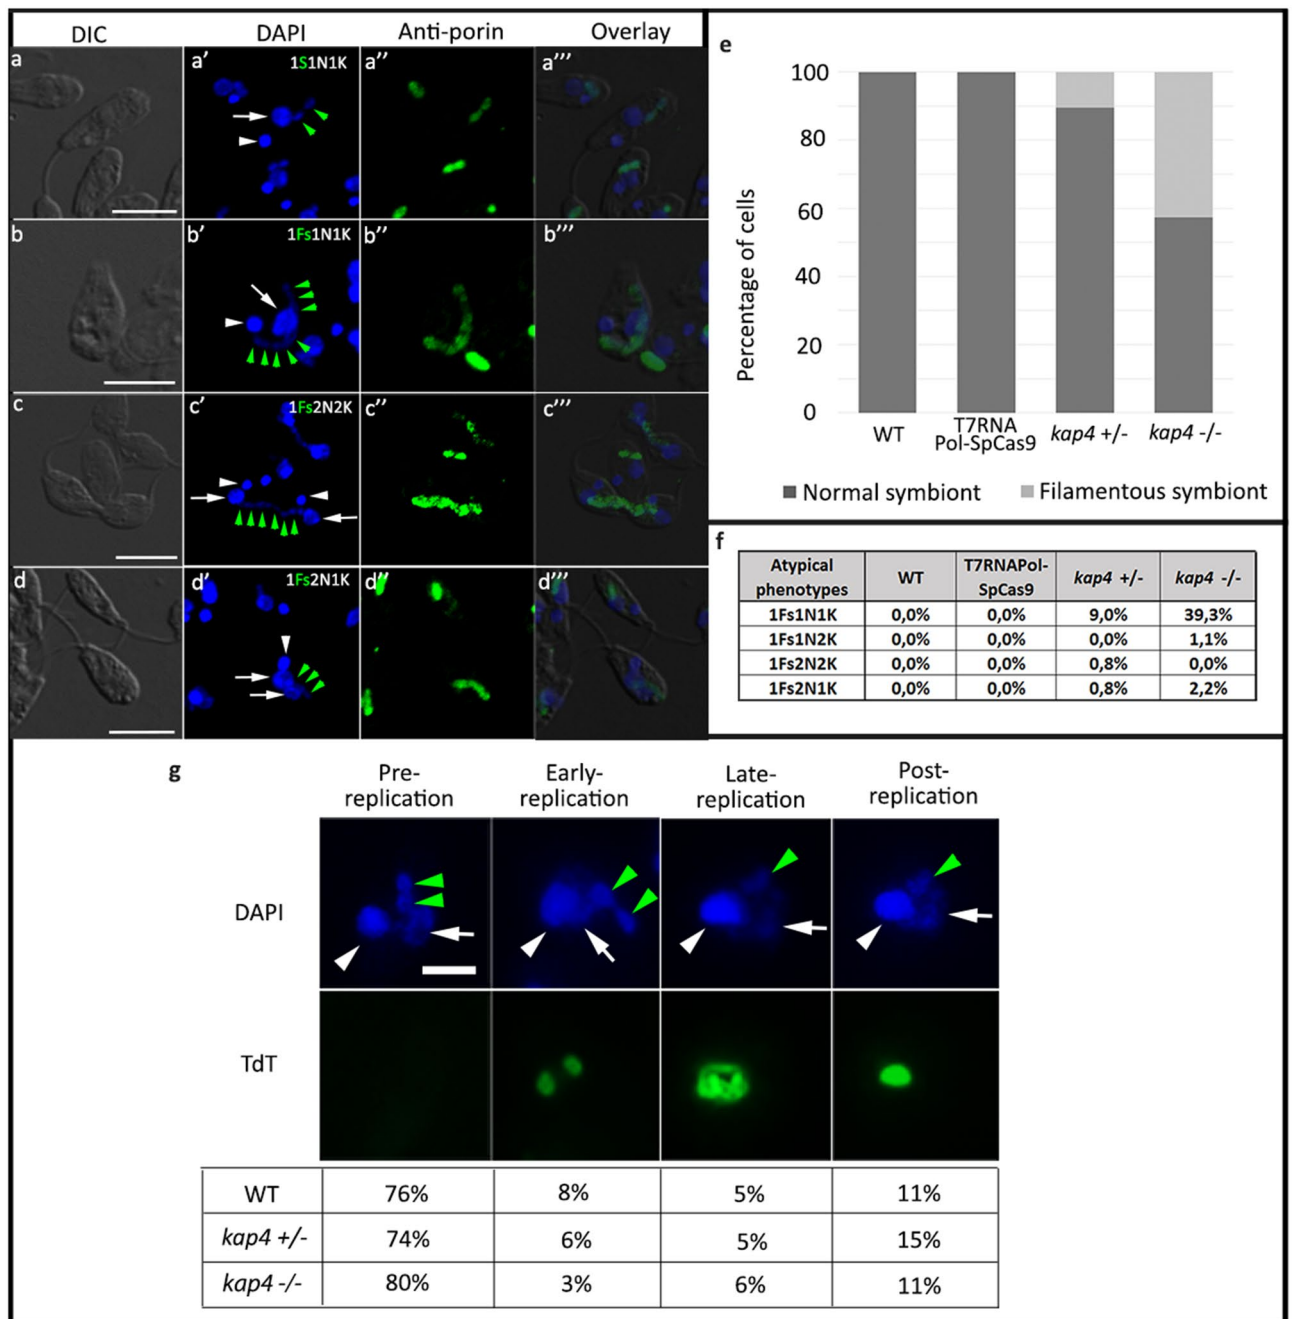 DIC DAPI Anti-porin Overlay
a a′ 1S1N1K a′′ a′′′
b b′ 1Fs1N1K b′′ b′′′
c c′ 1Fs2N2K c′′ c′′′
d d′ 1Fs2N1K d′′ d′′′
e
Percentage of cells
100
80
60
40
20
0
WT T7RNA Pol-SpCas9 kap4 +/- kap4 -/-
Normal symbiont Filamentous symbiont
f
Atypical phenotypes WT T7RNAPol-SpCas9 kap4 +/- kap4 -/-
1Fs1N1K 0,0% 0,0% 9,0% 39,3%
1Fs1N2K 0,0% 0,0% 0,0% 1,1%
1Fs2N2K 0,0% 0,0% 0,8% 0,0%
1Fs2N1K 0,0% 0,0% 0,8% 2,2%
g
Pre-replication Early-replication Late-replication Post-replication
DAPI
TdT
WT 76% 8% 5% 11%
kap4 +/- 74% 6% 5% 15%
kap4 -/- 80% 3% 6% 11%